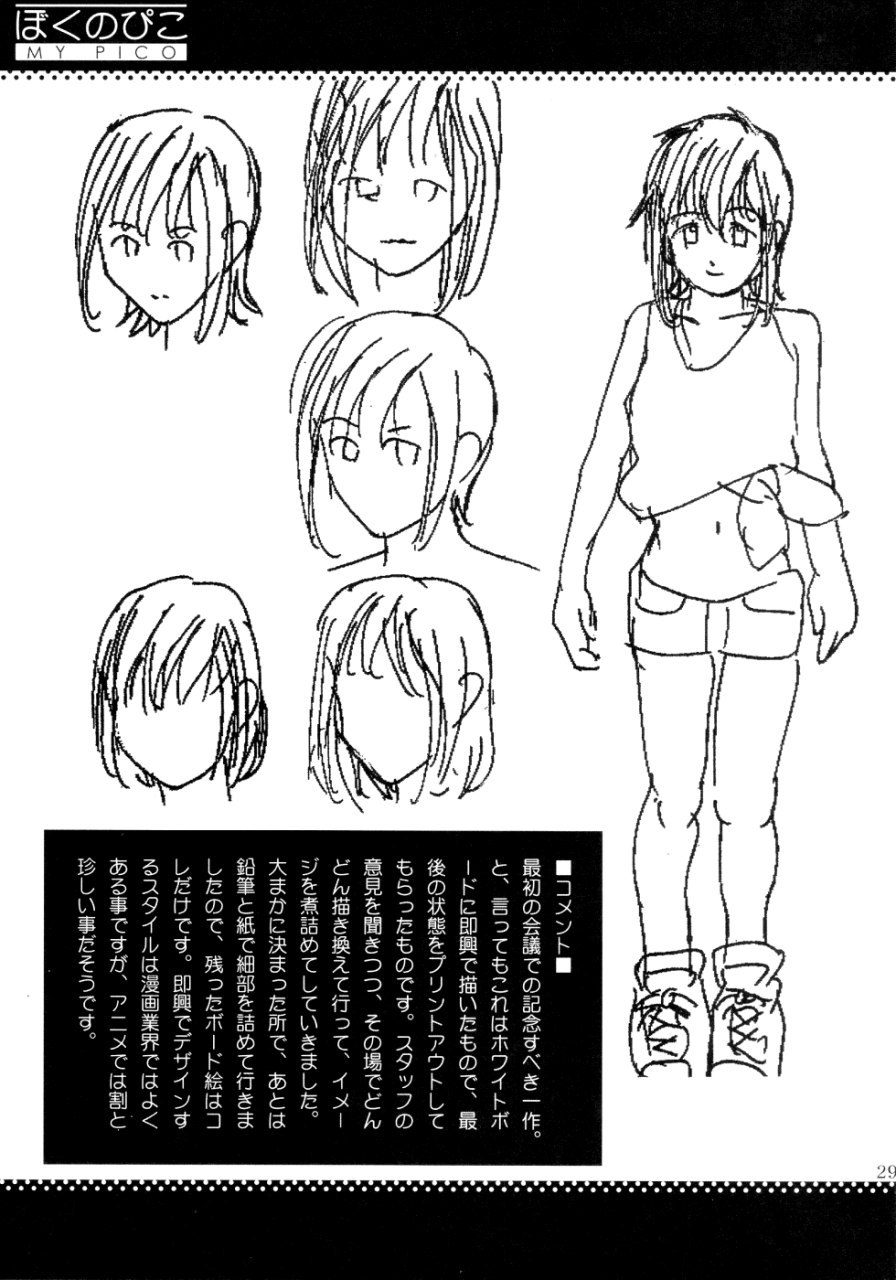 ぼくのぴこ
MY PICO
■コメント■
最初の会議での記念すべき一作。
と、言ってもこれはホワイトボ
ードに即興で描いたもので、最
後の状態をプリントアウトして
もらったものです。スタッフの
意見を聞きつつ、その場でどん
どん描き換えて行って、イメー
ジを煮詰めてしていきました。
大まかに決まった所で、あとは
鉛筆と紙で細部を詰めて行きま
したので、残ったボード絵はコ
レだけです。即興でデザインす
るスタイルは漫画業界ではよく
ある事ですが、アニメでは割と
珍しい事だそうです。
29